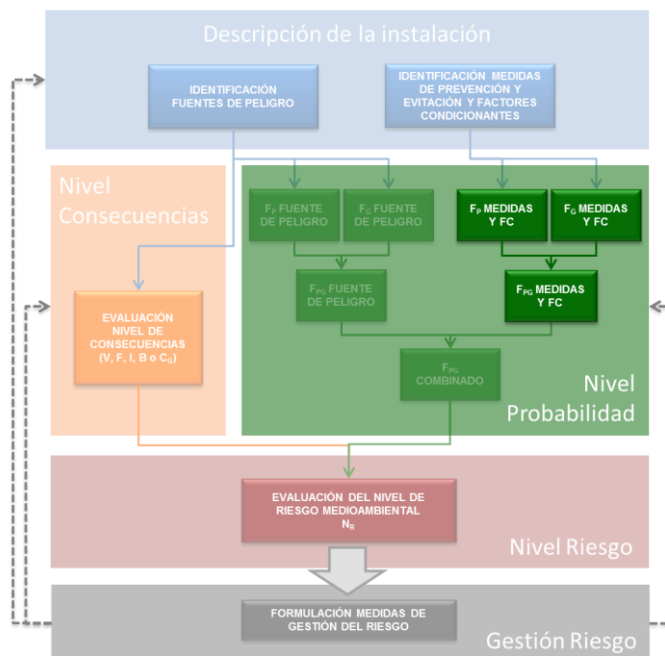 Descripción de la instalación
IDENTIFICACIÓN
FUENTES DE PELIGRO
IDENTIFICACIÓN MEDIDAS
DE PREVENCIÓN Y
EVITACIÓN Y FACTORES
CONDICIONANTES
Nivel
Consecuencias
EVALUACIÓN
NIVEL DE
CONSECUENCIAS
(V, F, I, B o CG)
FP FUENTE
DE PELIGRO
FG FUENTE
DE PELIGRO
FP MEDIDAS
Y FC
FG MEDIDAS
Y FC
FPG FUENTE
DE PELIGRO
FPG MEDIDAS
Y FC
FPG
COMBINADO
Nivel
Probabilidad
EVALUACIÓN DEL NIVEL DE
RIESGO MEDIOAMBIENTAL
NR
Nivel Riesgo
FORMULACIÓN MEDIDAS DE
GESTIÓN DEL RIESGO
Gestión Riesgo